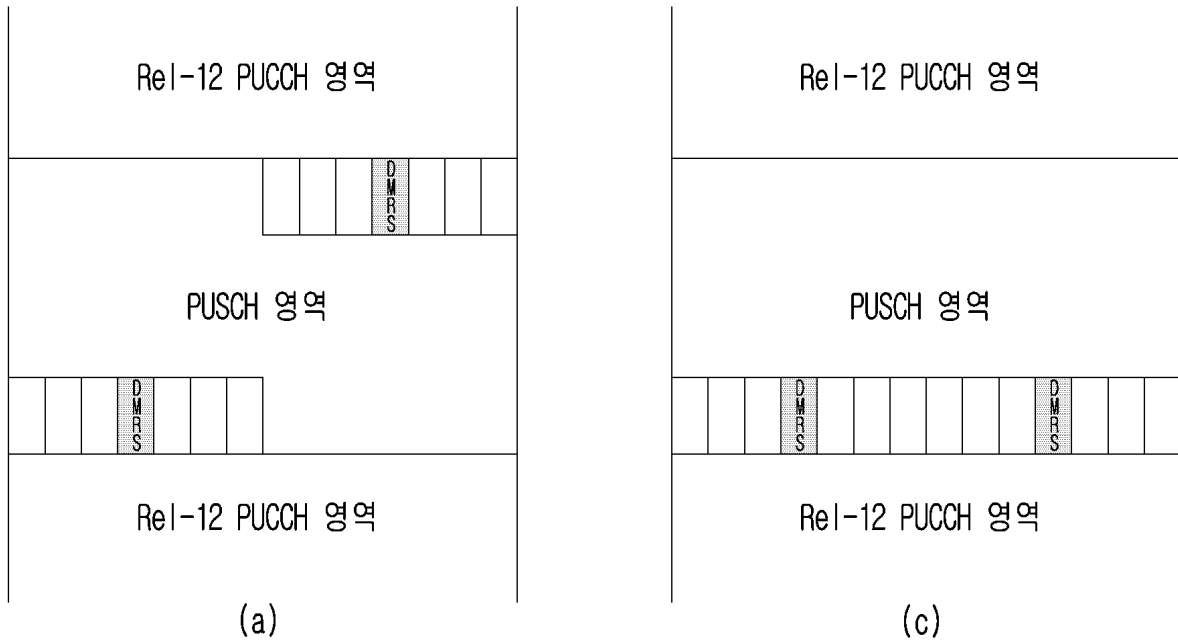 Rel-12 PUCCH 영역
DMRS
PUSCH 영역
DMRS
Rel-12 PUCCH 영역
(a)
Rel-12 PUCCH 영역
PUSCH 영역
DMRS
DMRS
Rel-12 PUCCH 영역
(c)